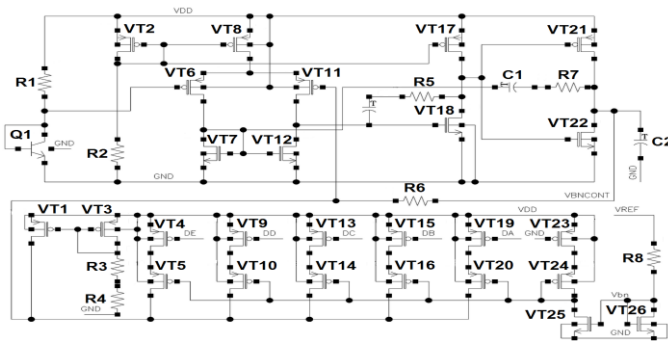 VDD
VT2
VT8
VT17
VT21
R1
VT6
VT11
R5
C1
R7
Q1
GND
R2
VT7
VT12
VT18
VT22
C2
GND
GND
R6
VBNCONT
VT1
VT3
VT4
VT9
VT13
VT15
VT19
VDD
VT23
VREF
DE
DD
DC
DB
DA
GND
R3
VT5
VT10
VT14
VT16
VT20
VT24
R8
R4
GND
Vbn
VT25
VT26
GND